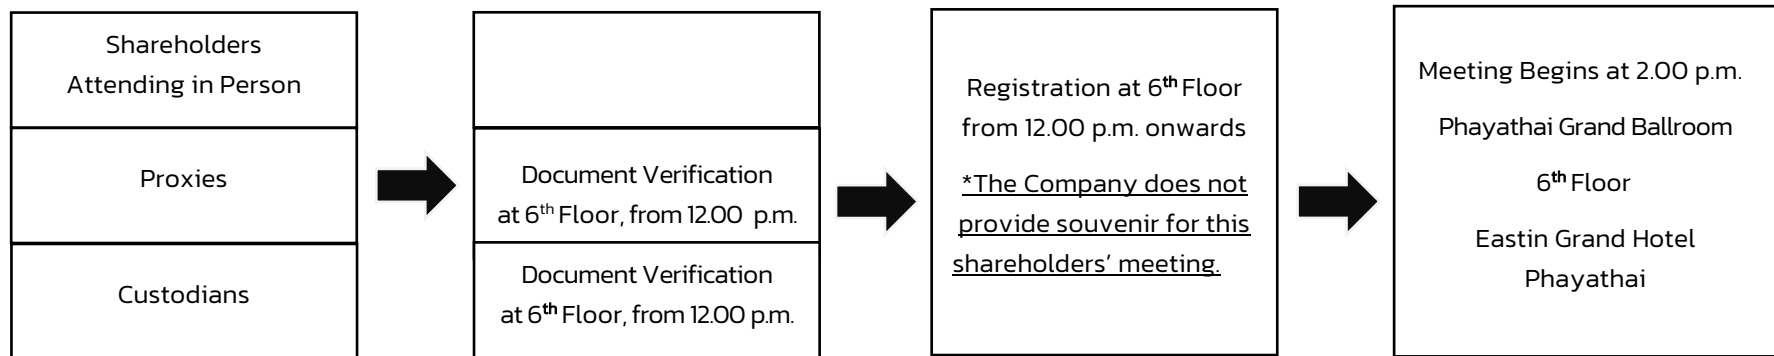 Shareholders
Attending in Person
Proxies
Custodians
Document Verification
at 6th Floor, from 12.00 p.m.
Document Verification
at 6th Floor, from 12.00 p.m.
Registration at 6th Floor
from 12.00 p.m. onwards
*The Company does not
provide souvenir for this
shareholders’ meeting.
Meeting Begins at 2.00 p.m.
Phayathai Grand Ballroom
6th Floor
Eastin Grand Hotel
Phayathai